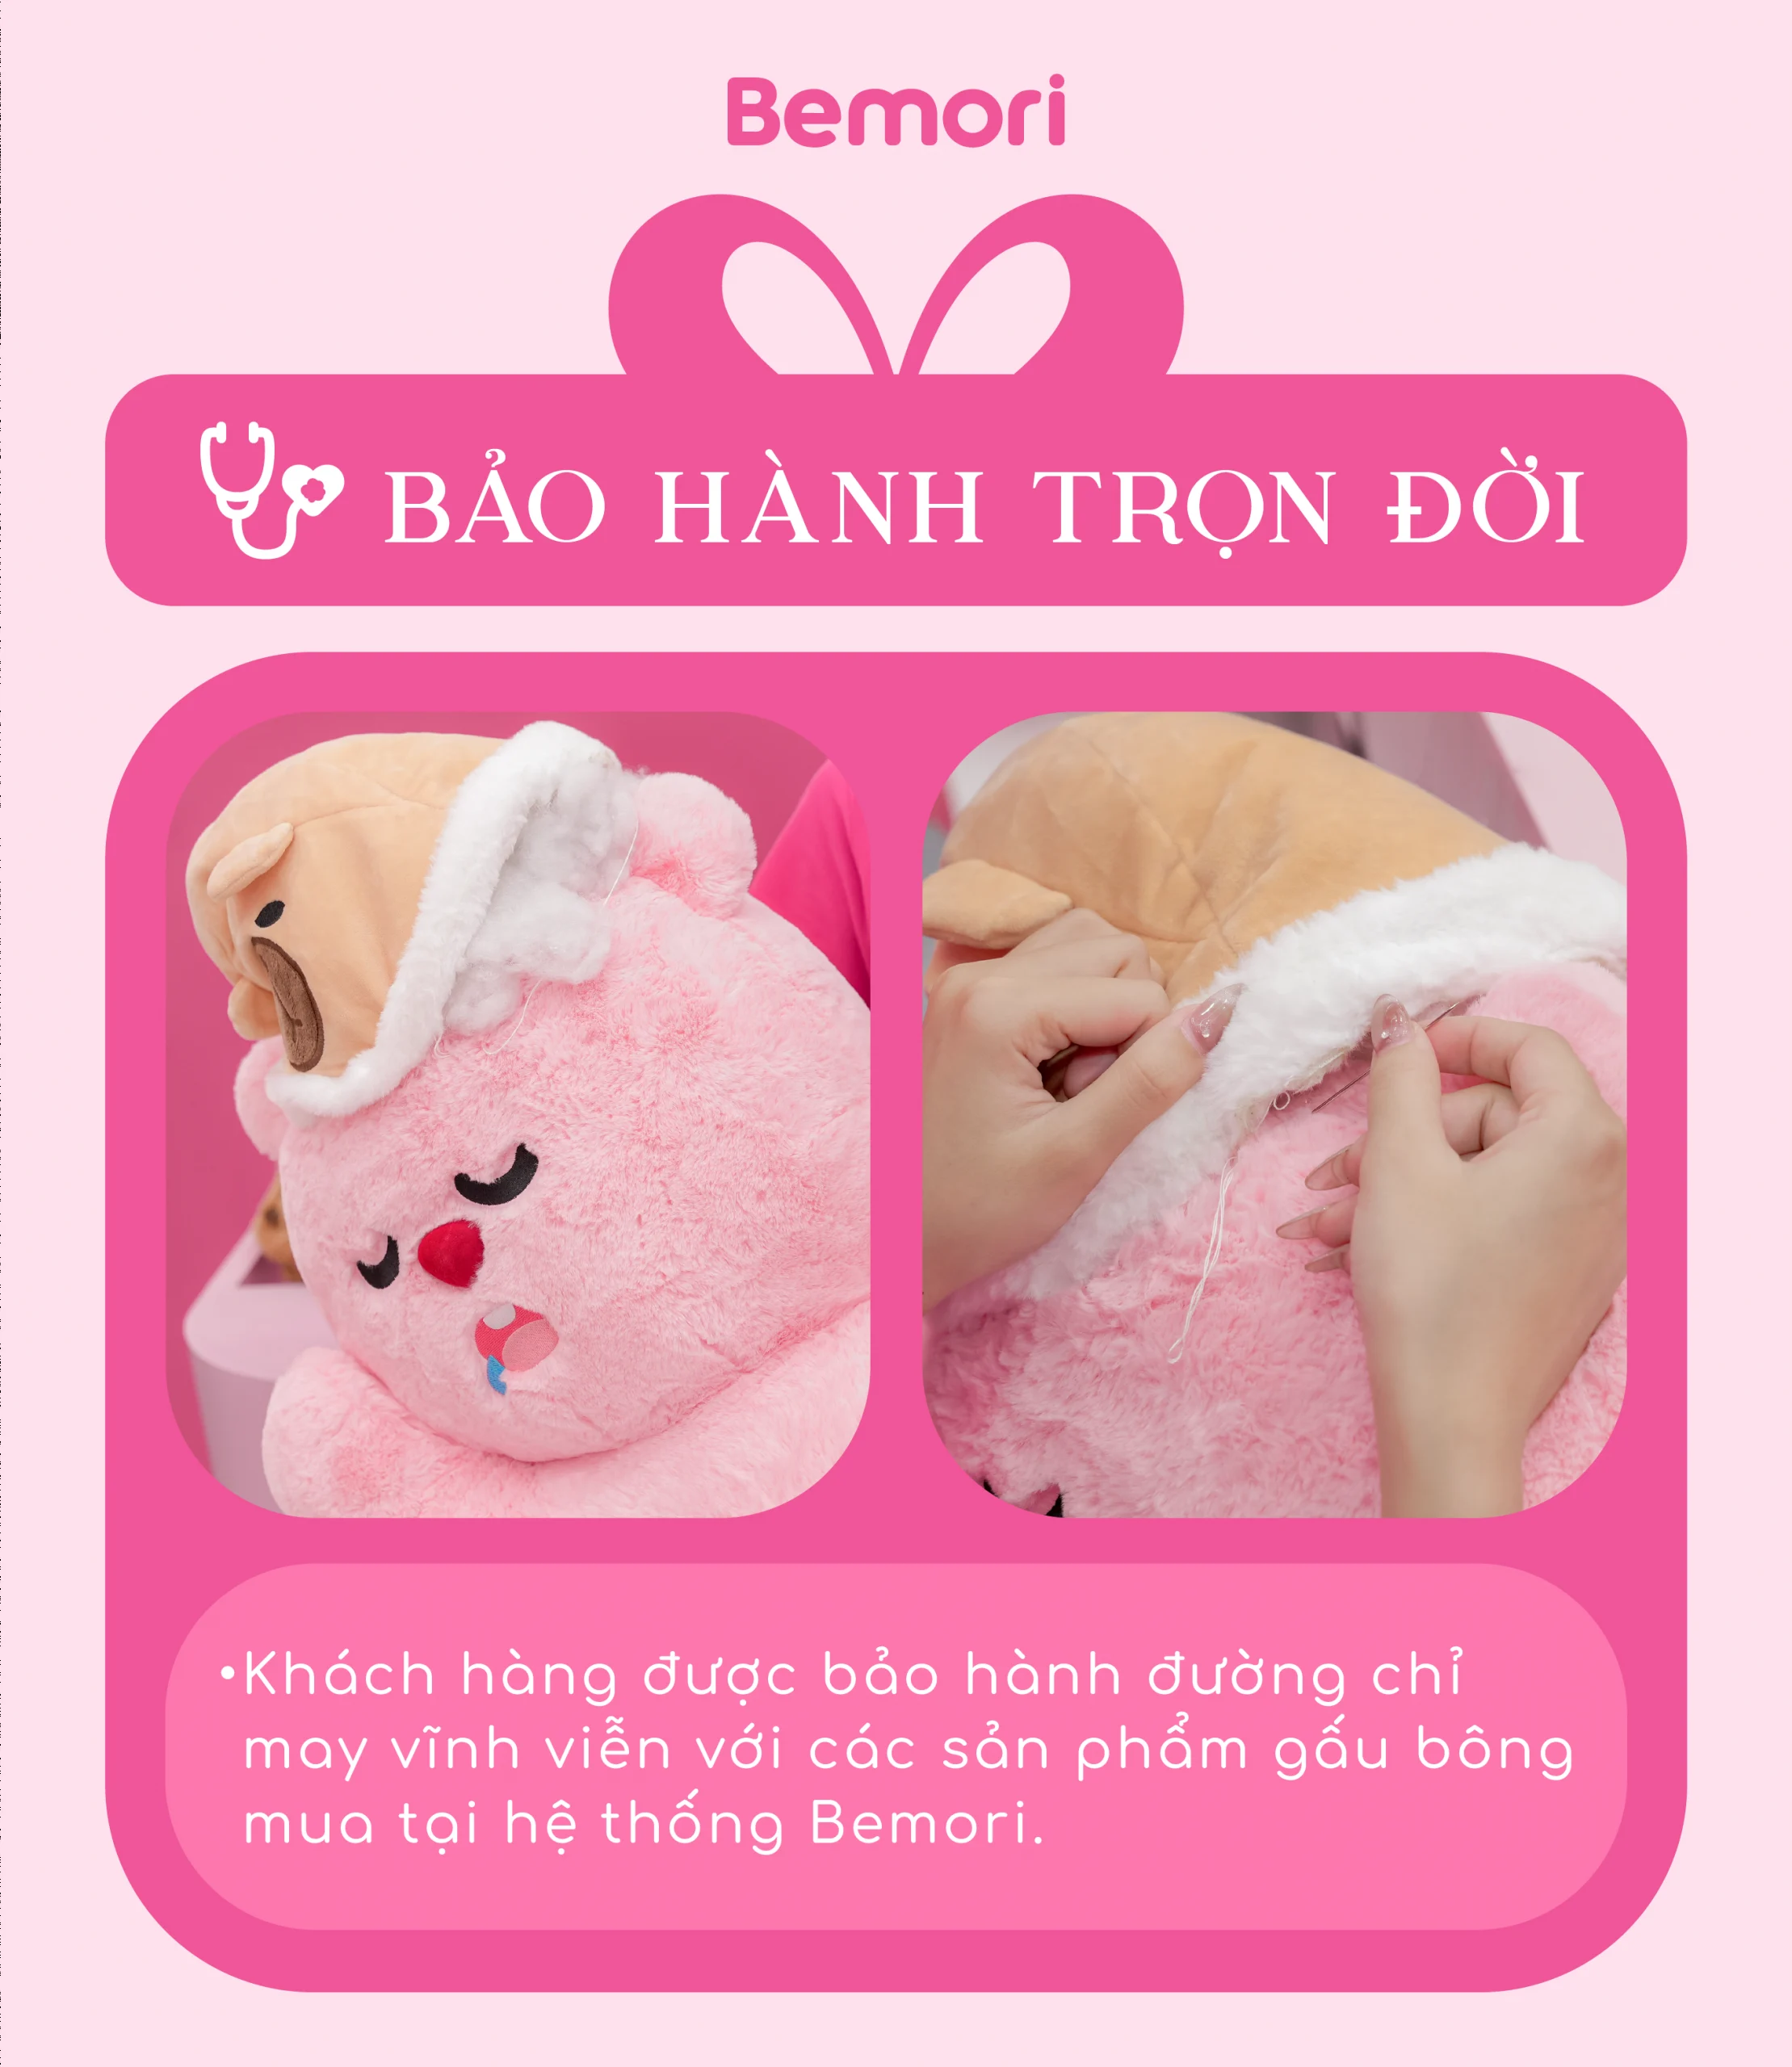 Bemori
BẢO HÀNH TRỌN ĐỜI
•Khách hàng được bảo hành đường chỉ
may vĩnh viễn với các sản phẩm gấu bông
mua tại hệ thống Bemori.